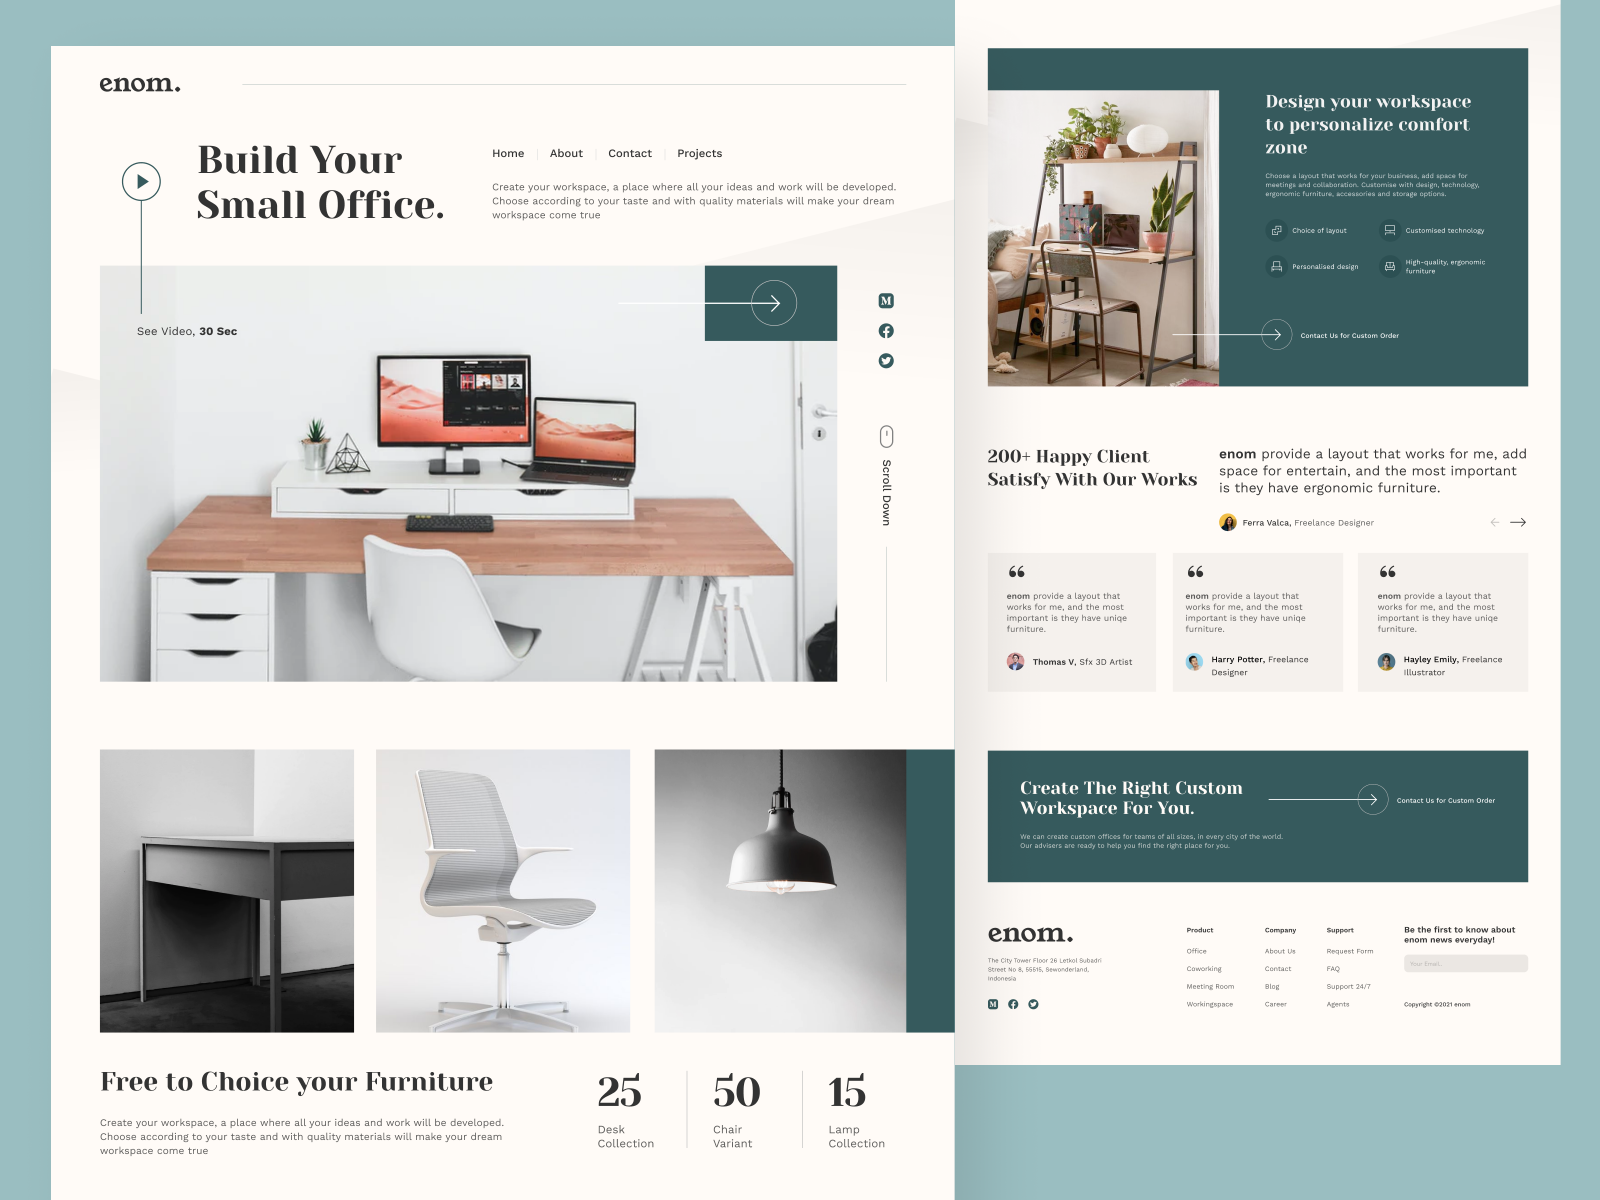 enom.
Build Your
Small Office.
Home
About
Contact
Projects
Create your workspace, a place where all your ideas and work will be developed.
Choose according to your taste and with quality materials will make your dream
workspace come true
See Video, 30 Sec
Scroll Down
Free to Choice your Furniture
Create your workspace, a place where all your ideas and work will be developed.
Choose according to your taste and with quality materials will make your dream
workspace come true
25
Desk
Collection
50
Chair
Variant
15
Lamp
Collection
Design your workspace
to personalize comfort
zone
Choose a layout that works for your business, add space for
meetings and collaboration. Customise with design, technology,
ergonomic furniture, accessories and storage options.
Choice of layout
Customised technology
Personalised design
High-quality, ergonomic
furniture
Contact Us for Custom Order
200+ Happy Client
Satisfy With Our Works
enom provide a layout that works for me, add
space for entertain, and the most important
is they have ergonomic furniture.
Ferra Valca, Freelance Designer
enom provide a layout that
works for me, and the most
important is they have uniqe
furniture.
Thomas V, Sfx 3D Artist
enom provide a layout that
works for me, and the most
important is they have uniqe
furniture.
Harry Potter, Freelance
Designer
enom provide a layout that
works for me, and the most
important is they have uniqe
furniture.
Hayley Emily, Freelance
Illustrator
Create The Right Custom
Workspace For You.
We can create custom offices for teams of all sizes, in every city of the world.
Our advisers are ready to help you find the right place for you.
Contact Us for Custom Order
enom.
The City Tower Floor 26 Letkol Subadri
Street No 8, 55515, Sewonderland,
Indonesia
Product
Office
Coworking
Meeting Room
Workingspace
Company
About Us
Contact
Blog
Career
Support
Request Form
FAQ
Support 24/7
Agents
Be the first to know about
enom news everyday!
Your Email..
Copyright ©2021 enom